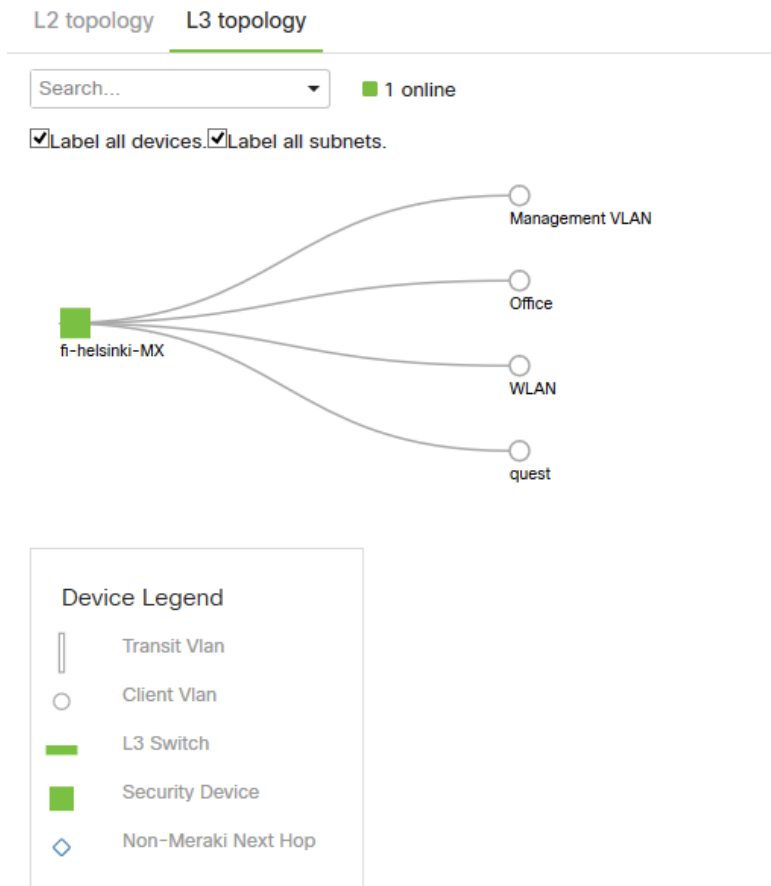 L2 topology L3 topology
Search... 1 online
Label all devices. Label all subnets.
Management VLAN
Office
fi-helsinki-MX
WLAN
quest
Device Legend
Transit Vlan
Client Vlan
L3 Switch
Security Device
Non-Meraki Next Hop